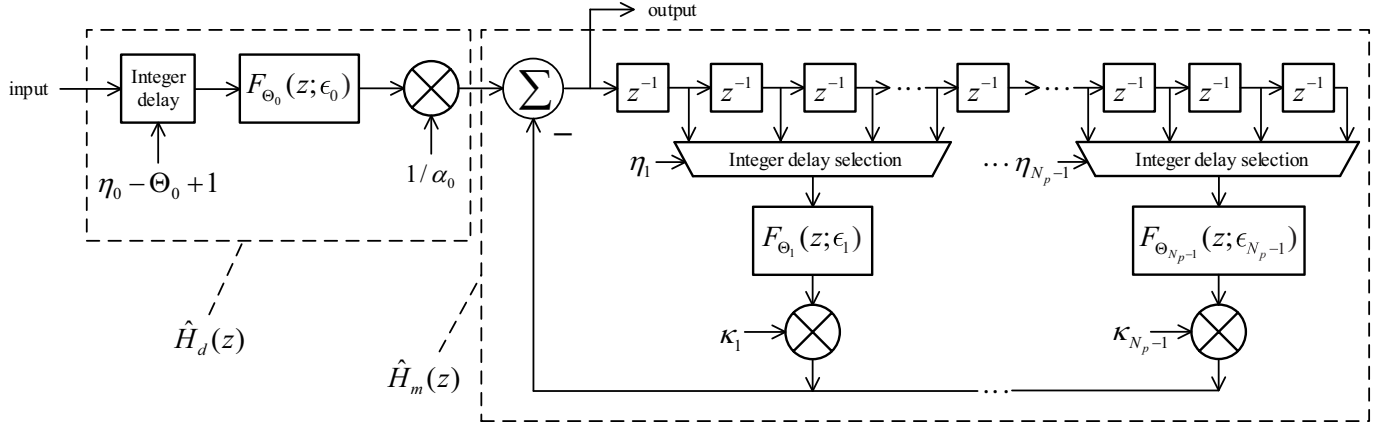 output
input
Integer delay
F_{Θ_0}(z;ϵ_0)
Σ
−
z^{-1}
z^{-1}
z^{-1}
...
z^{-1}
...
z^{-1}
z^{-1}
z^{-1}
η_0 − Θ_0 + 1
1/α_0
η_1
Integer delay selection
... η_{N_p−1}
Integer delay selection
F_{Θ_1}(z;ϵ_1)
F_{Θ_{N_p−1}}(z;ϵ_{N_p−1})
κ_1
κ_{N_p−1}
Ĥ_d(z)
Ĥ_m(z)
...